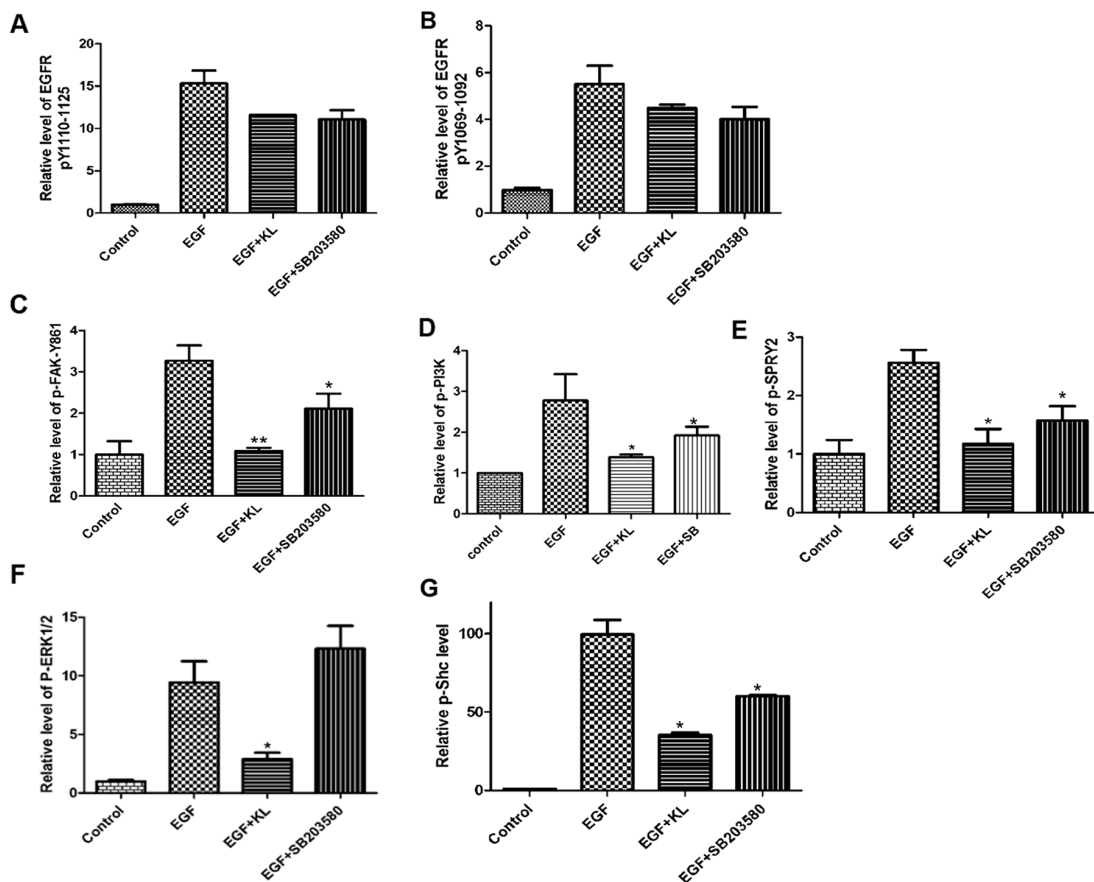 A
Relative level of EGFR
pY1110-1125
20
15
10
5
0
Control
EGF
EGF+KL
EGF+SB203580
B
Relative level of EGFR
pY1069-1092
8
6
4
2
0
Control
EGF
EGF+KL
EGF+SB203580
C
Relative level of p-FAK-Y861
4
3
2
1
0
**
*
Control
EGF
EGF+KL
EGF+SB203580
D
Relative level of p-PI3K
4
3
2
1
0
*
*
control
EGF
EGF+KL
EGF+SB
E
Relative level of p-SPRY2
3
2
1
0
*
*
Control
EGF
EGF+KL
EGF+SB203580
F
Relative level of P-ERK1/2
15
10
5
0
*
Control
EGF
EGF+KL
EGF+SB203580
G
Relative p-Shc level
100
50
0
*
*
Control
EGF
EGF+KL
EGF+SB203580